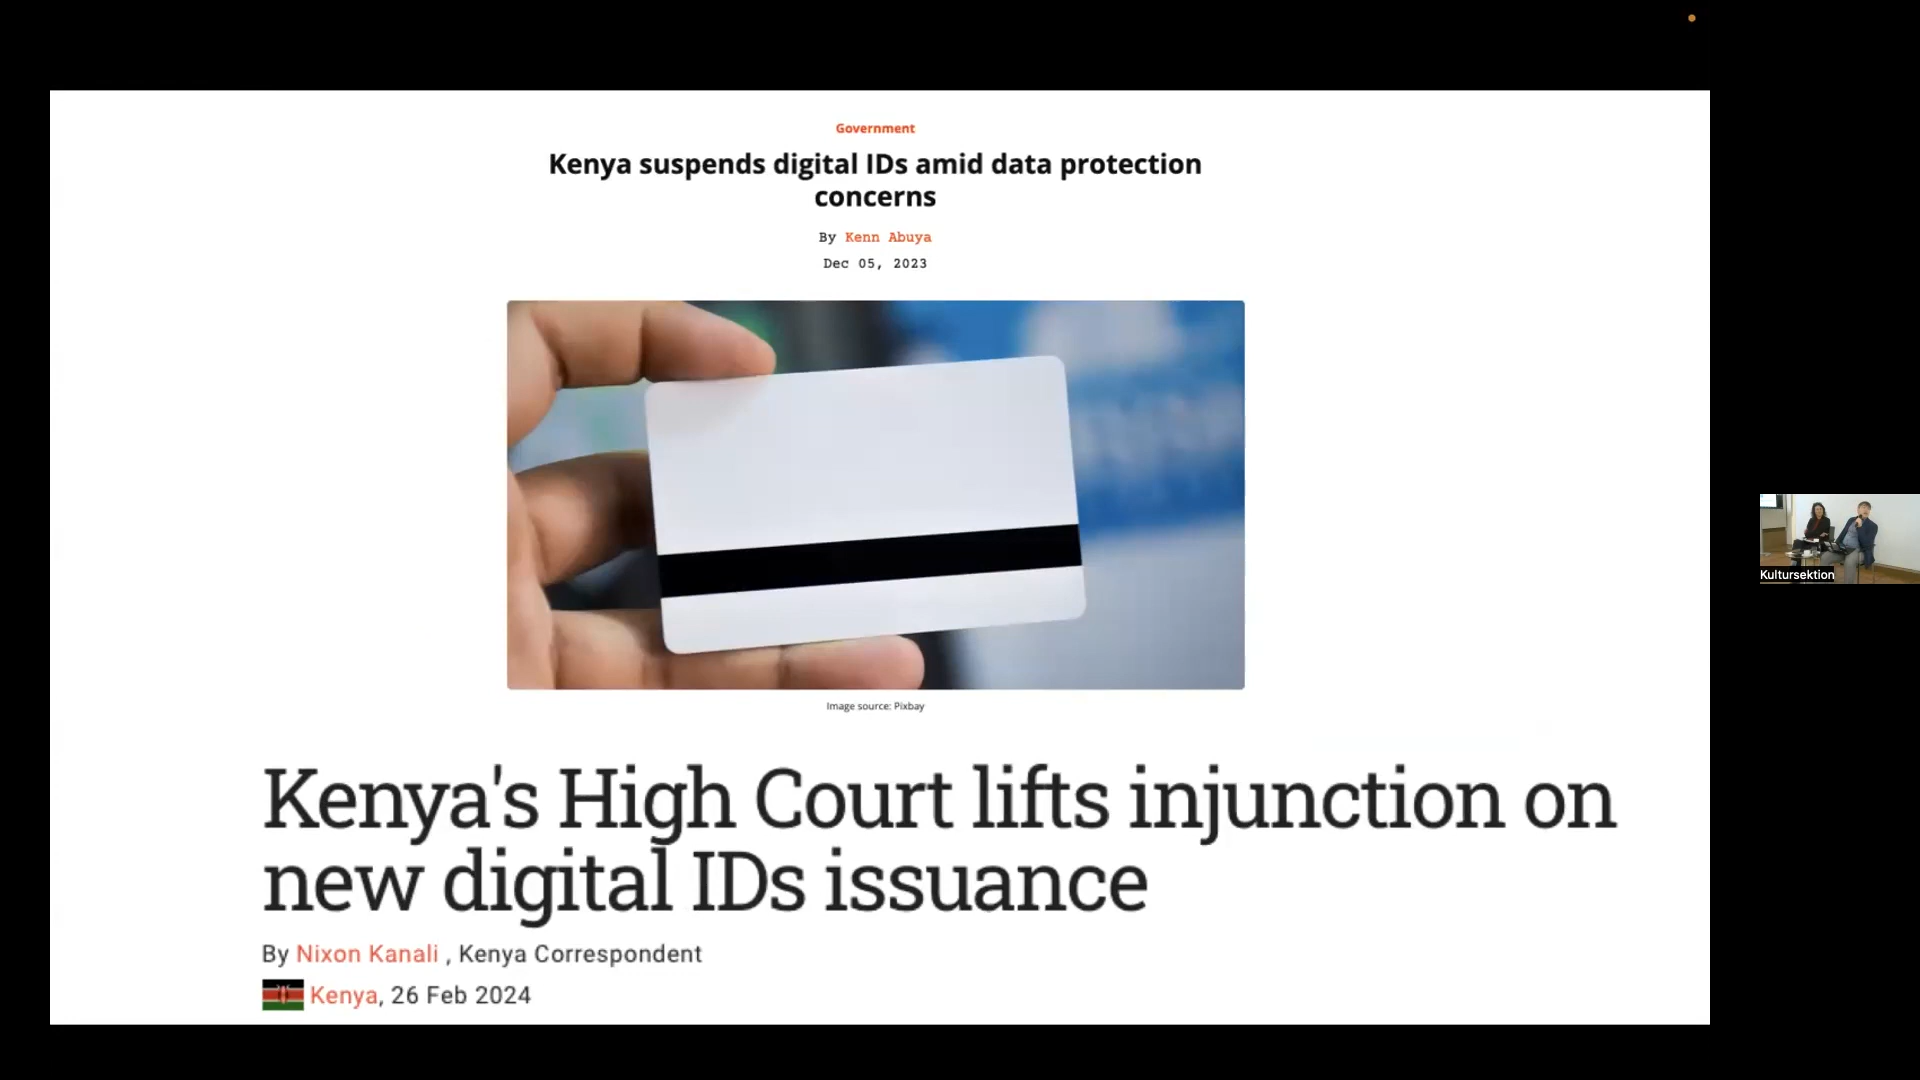 Government
Kenya suspends digital IDs amid data protection
concerns
By Kenn Abuya
Dec 05, 2023
Image source: Pixbay
Kenya's High Court lifts injunction on
new digital IDs issuance
By Nixon Kanali , Kenya Correspondent
Kenya, 26 Feb 2024
Kultursektion